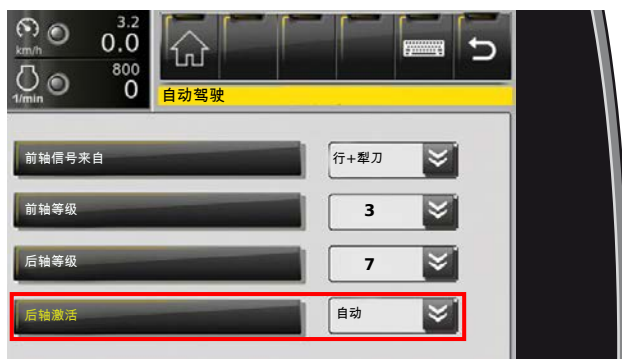 3.2
km/h 0.0
800
1/min 0
自动驾驶
前轴信号来自 行+犁刀
前轴等级 3
后轴等级 7
后轴激活 自动